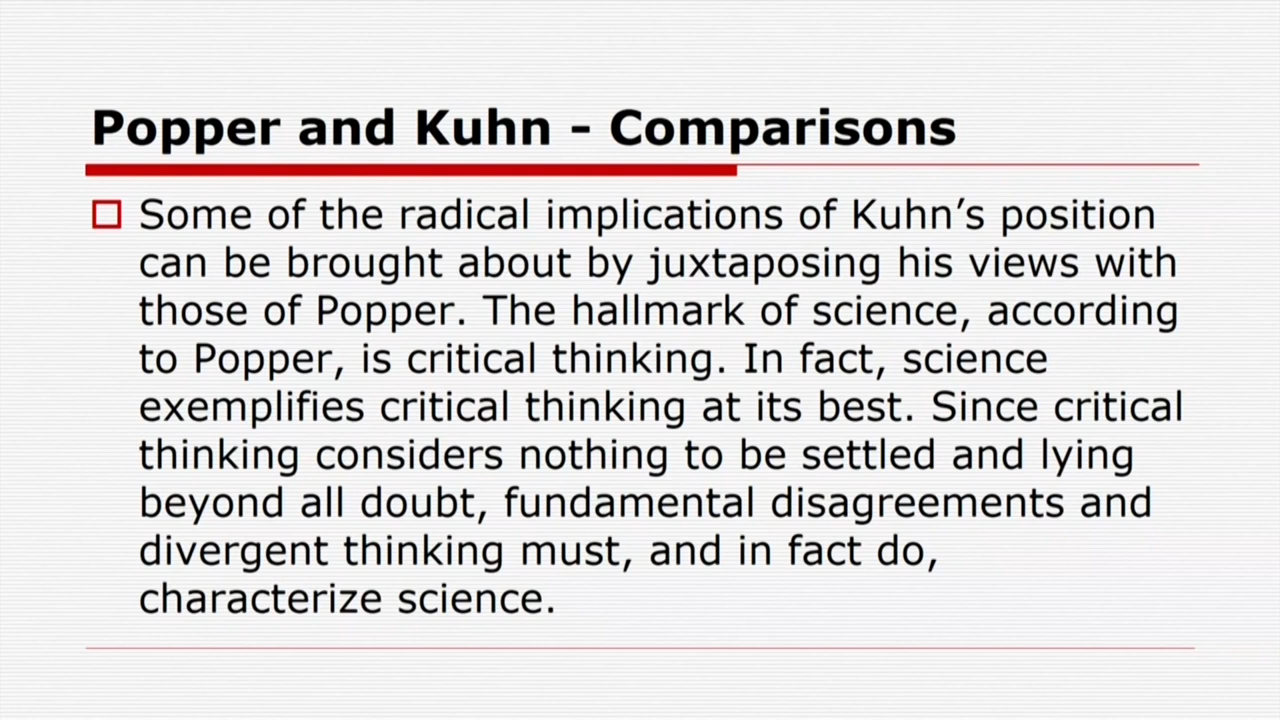 Popper and Kuhn - Comparisons
Some of the radical implications of Kuhn’s position
can be brought about by juxtaposing his views with
those of Popper. The hallmark of science, according
to Popper, is critical thinking. In fact, science
exemplifies critical thinking at its best. Since critical
thinking considers nothing to be settled and lying
beyond all doubt, fundamental disagreements and
divergent thinking must, and in fact do,
characterize science.